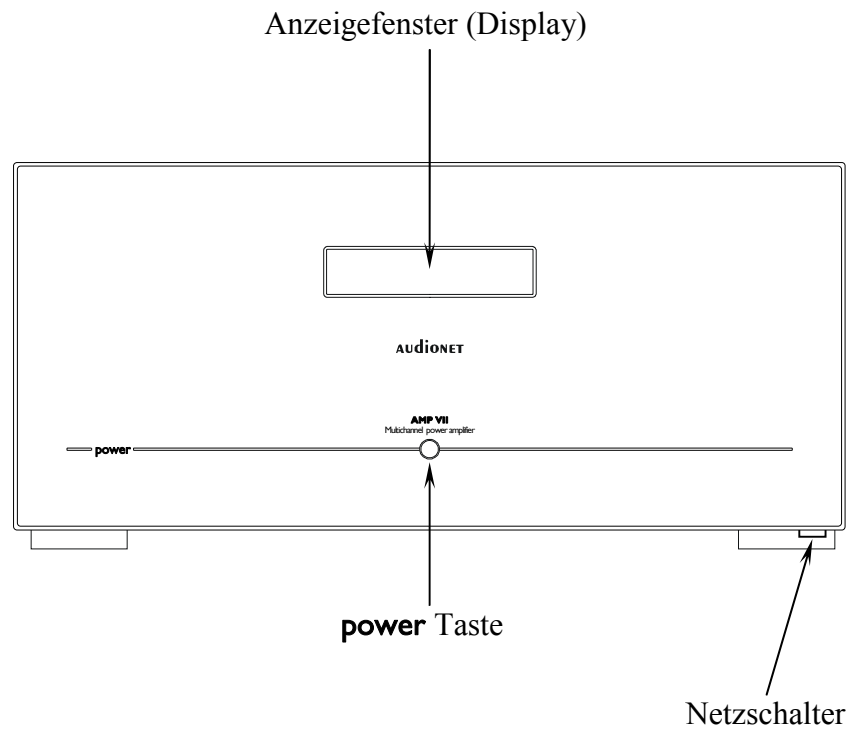 Anzeigefenster (Display)
AUdioNET
AMP VII
Multichannel power amplifier
power
power Taste
Netzschalter